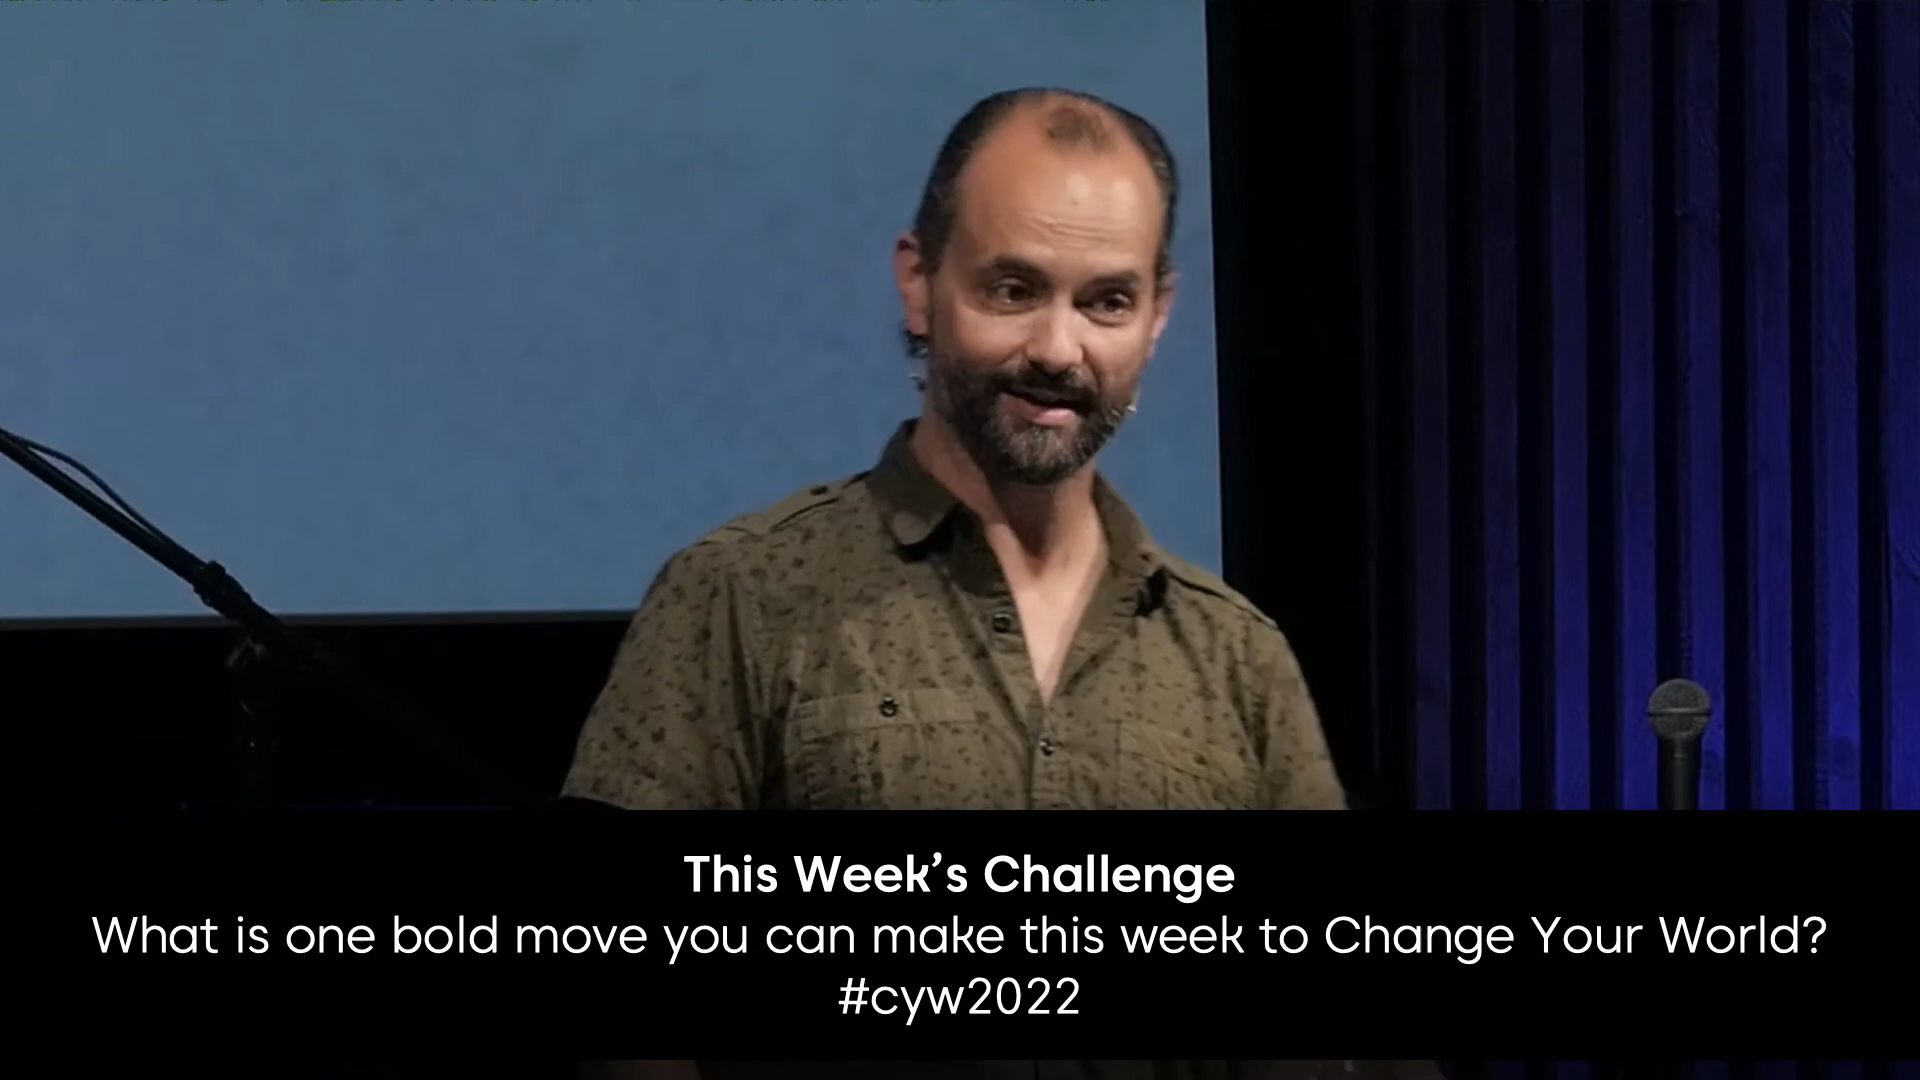 This Week’s Challenge
What is one bold move you can make this week to Change Your World?
#cyw2022